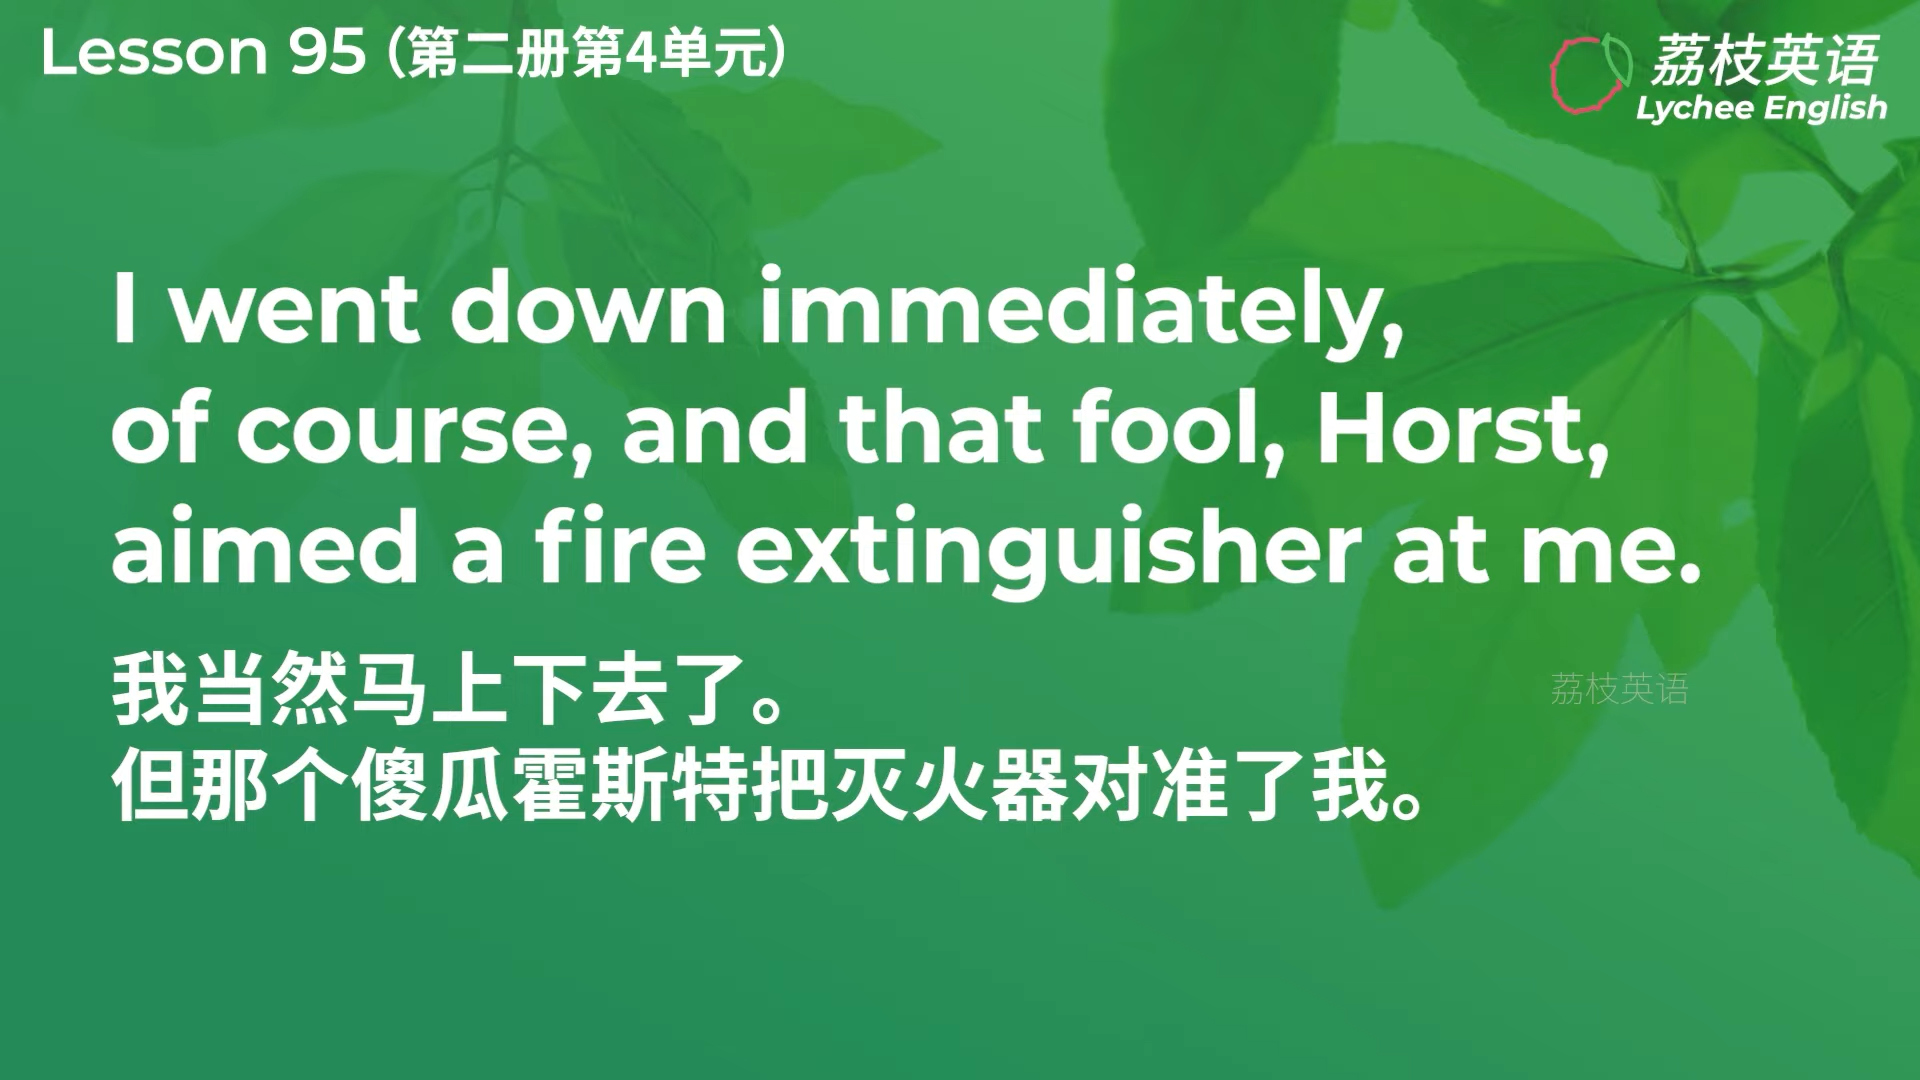 Lesson 95（第二册第4单元）
荔枝英语
Lychee English
I went down immediately,
of course, and that fool, Horst,
aimed a fire extinguisher at me.
我当然马上下去了。
但那个傻瓜霍斯特把灭火器对准了我。
荔枝英语